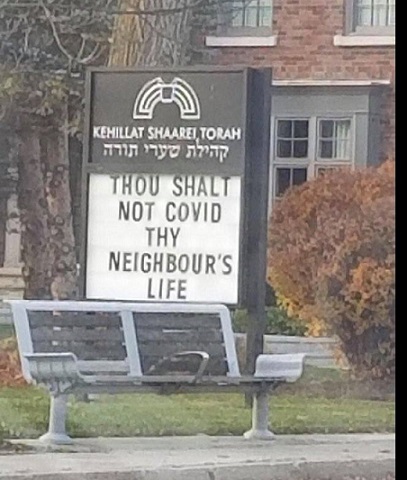 KEHILLAT SHAAREI TORAH
קהילת שערי תורה
THOU SHALT
NOT COVID
THY
NEIGHBOUR'S
LIFE